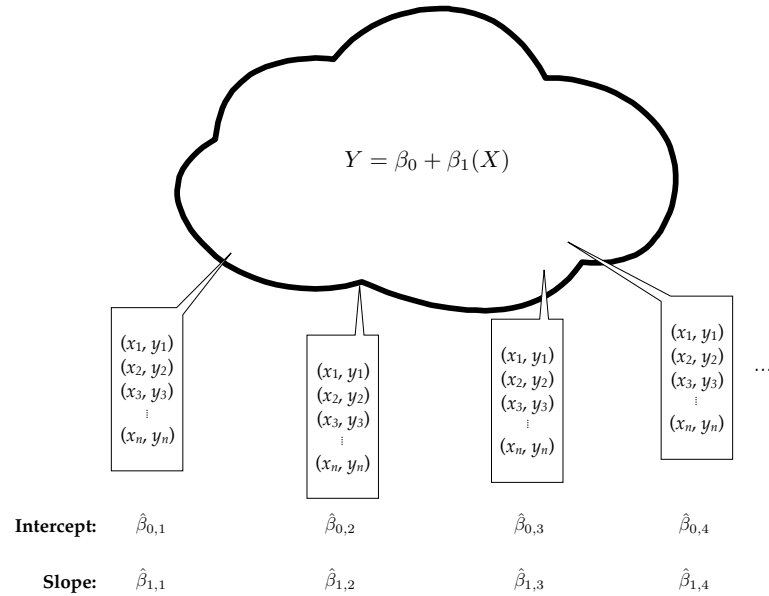 Y = β₀ + β₁(X)
(x₁, y₁)
(x₂, y₂)
(x₃, y₃)
⋮
(xₙ, yₙ)
(x₁, y₁)
(x₂, y₂)
(x₃, y₃)
⋮
(xₙ, yₙ)
(x₁, y₁)
(x₂, y₂)
(x₃, y₃)
⋮
(xₙ, yₙ)
(x₁, y₁)
(x₂, y₂)
(x₃, y₃)
⋮
(xₙ, yₙ)
...
Intercept: β̂₀,₁ β̂₀,₂ β̂₀,₃ β̂₀,₄
Slope: β̂₁,₁ β̂₁,₂ β̂₁,₃ β̂₁,₄